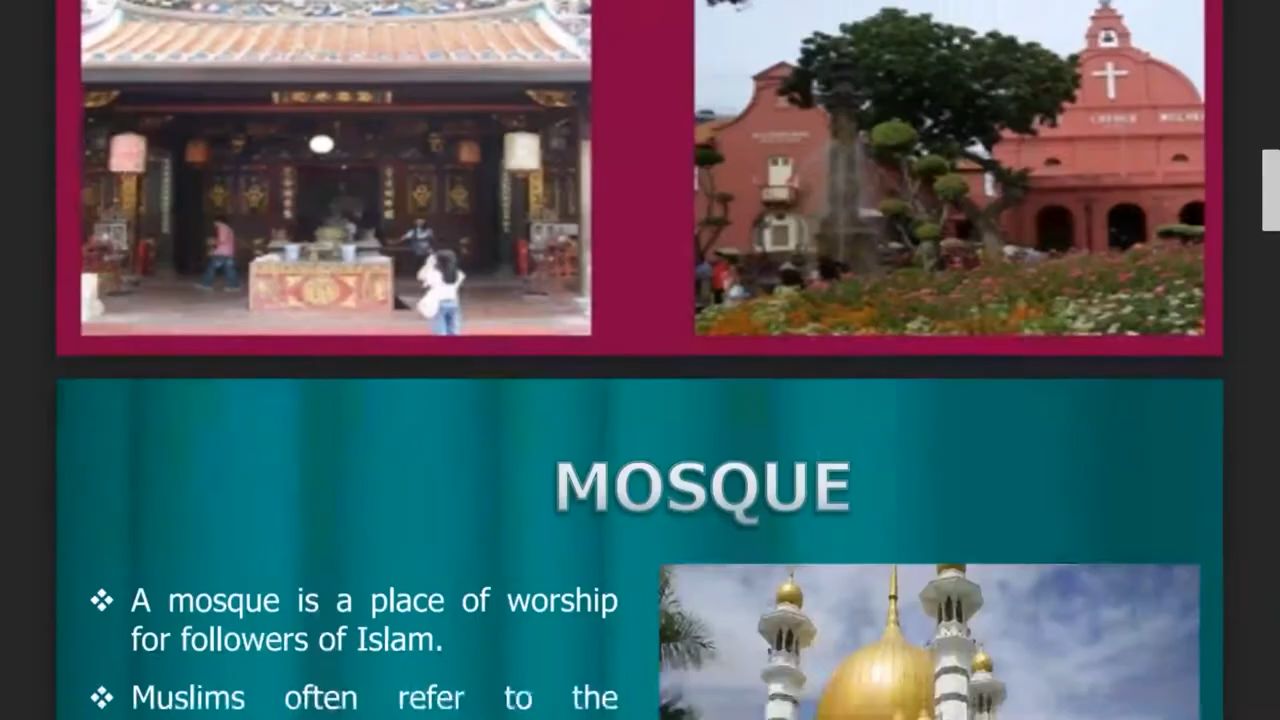 MOSQUE
❖ A mosque is a place of worship
for followers of Islam.
❖ Muslims often refer to the